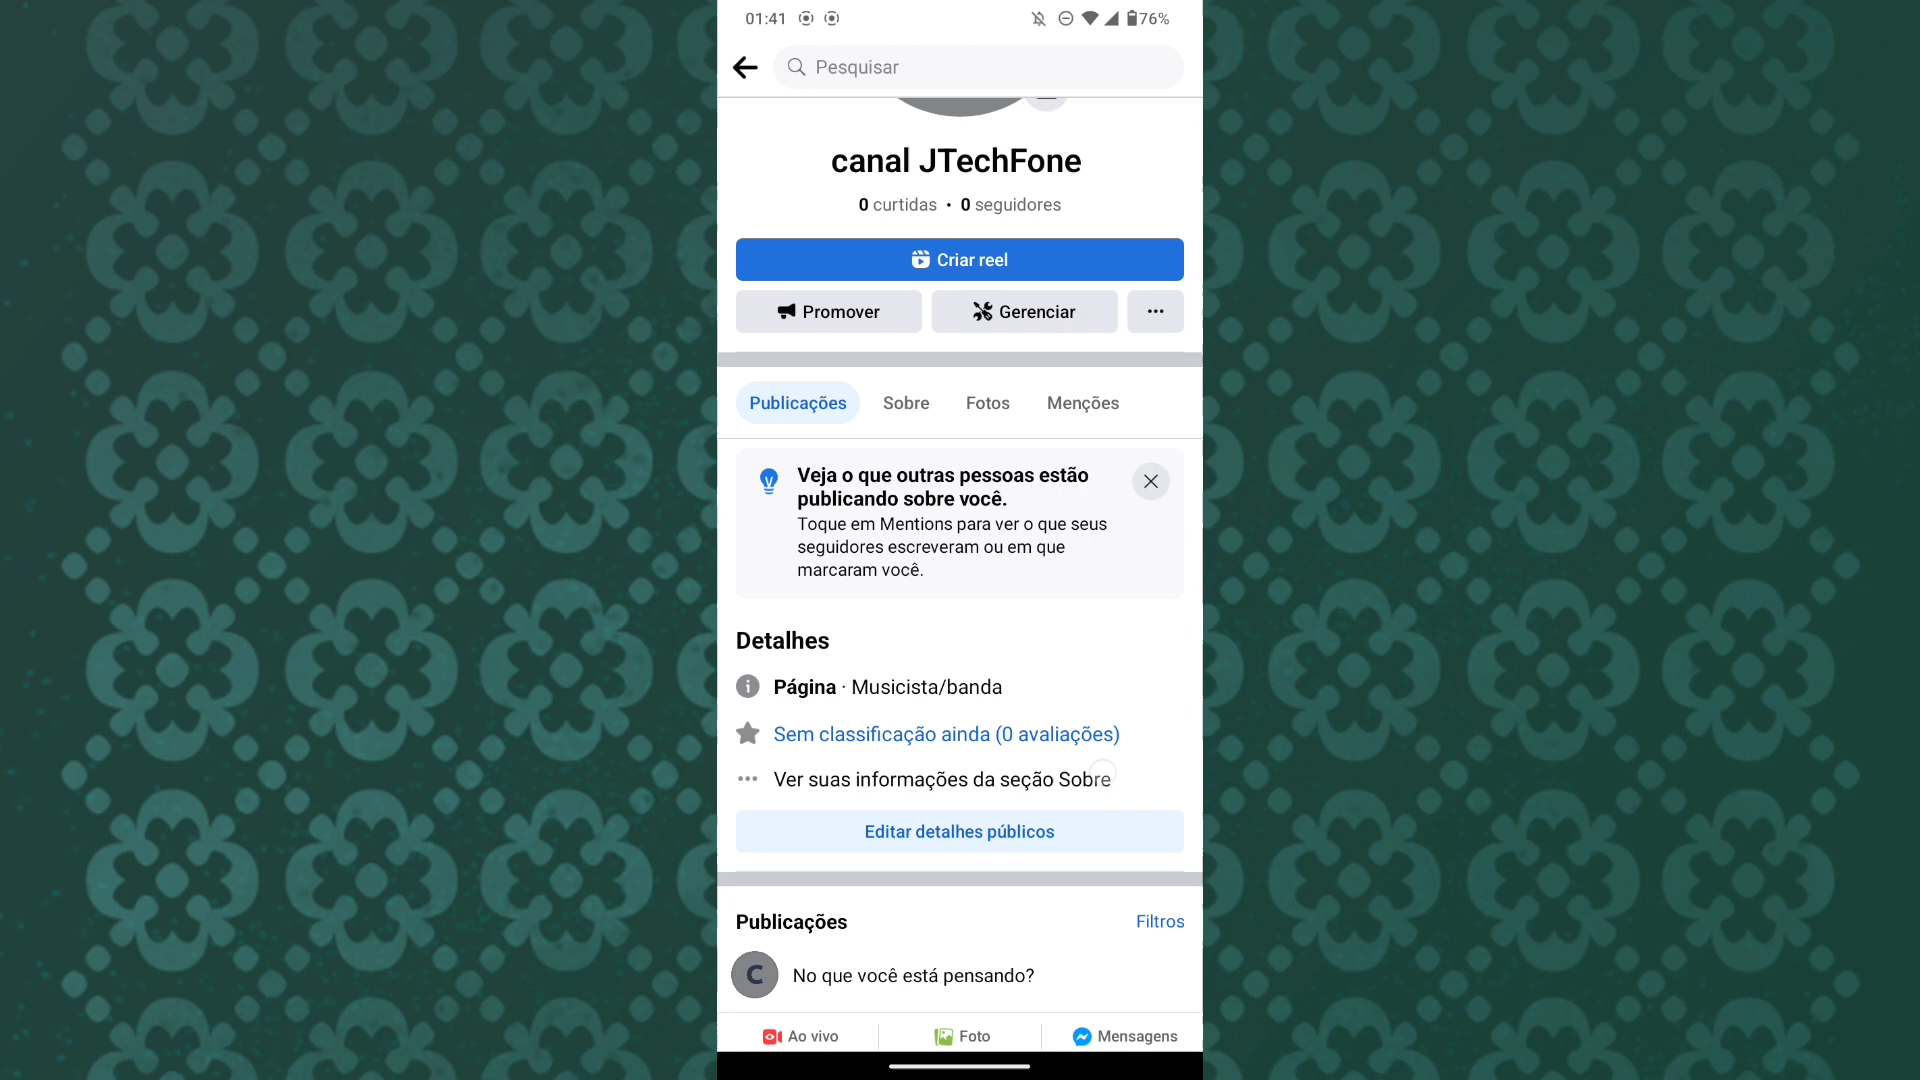 01:41 76%
Pesquisar
canal JTechFone
0 curtidas • 0 seguidores
Criar reel
Promover Gerenciar
Publicações Sobre Fotos Menções
Veja o que outras pessoas estão
publicando sobre você.
Toque em Mentions para ver o que seus
seguidores escreveram ou em que
marcaram você.
Detalhes
Página · Musicista/banda
Sem classificação ainda (0 avaliações)
Ver suas informações da seção Sobre
Editar detalhes públicos
Publicações Filtros
C No que você está pensando?
Ao vivo Foto Mensagens